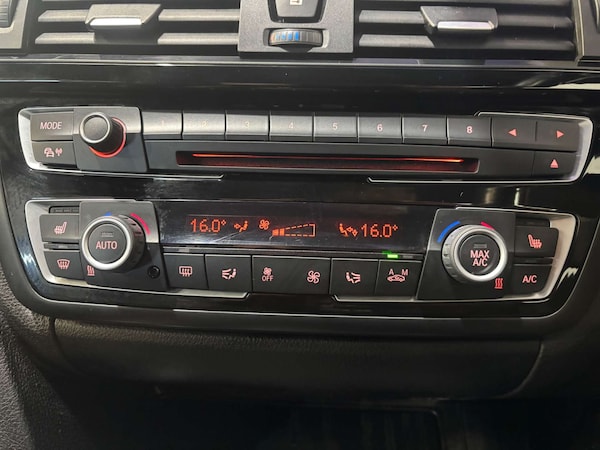 MODE 1 2 3 4 5 6 7 8
16.0° 16.0°
AUTO
MAX A/C
OFF
A M
A/C